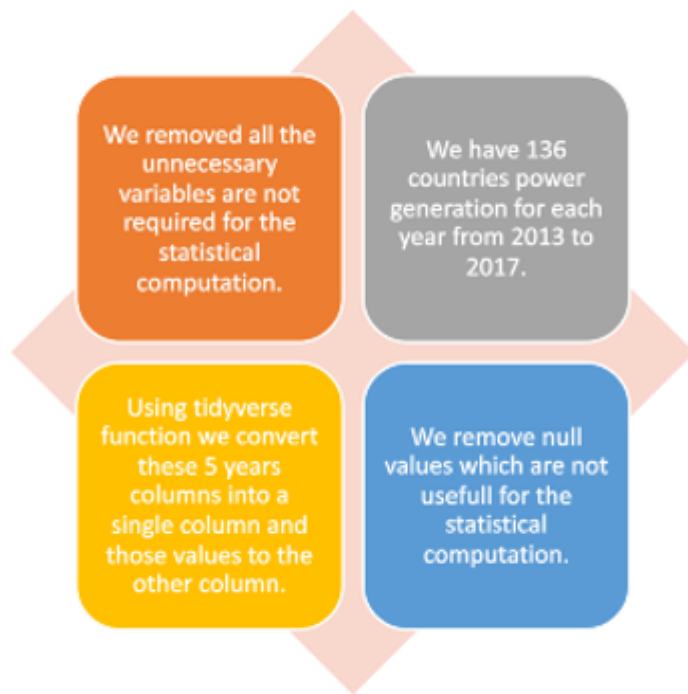 We removed all the
unnecessary
variables are not
required for the
statistical
computation.
We have 136
countries power
generation for each
year from 2013 to
2017.
Using tidyverse
function we convert
these 5 years
columns into a
single column and
those values to the
other column.
We remove null
values which are not
usefull for the
statistical
computation.